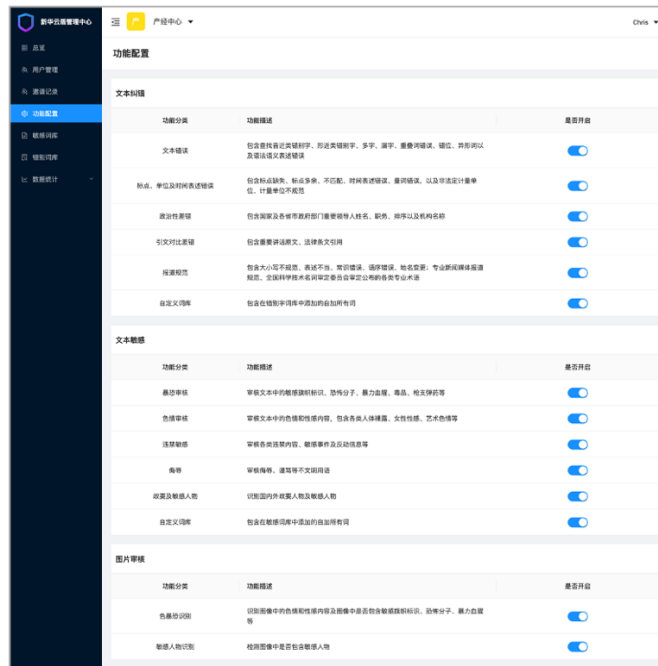 新华云盾管理中心
产
产经中心
Chris
总览
用户管理
邀请记录
功能配置
敏感词库
错别词库
数据统计
功能配置
文本纠错
功能分类 功能描述 是否开启
文本错误 包含查找音近类错别字、形近类错别字、多字、漏字、重叠词错误、错位、异形词以
及语法语义表述错误
标点、单位及时间表述错误 包含标点缺失、标点多余、不匹配、时间表述错误、量词错误、以及非法定计量单
位、计量单位不规范
政治性差错 包含国家及各省市政府部门重要领导人姓名、职务、排序以及机构名称
引文对比差错 包含重要讲话原文、法律条文引用
报道规范 包含大小写不规范、表述不当、常识错误、语序错误、地名变更；专业新闻媒体报道
规范、全国科学技术名词审定委员会审定公布的各类专业术语
自定义词库 包含在错别字词库中添加的自加所有词
文本敏感
功能分类 功能描述 是否开启
暴恐审核 审核文本中的敏感旗帜标识、恐怖分子、暴力血腥、毒品、枪支弹药等
色情审核 审核文本中的色情和性感内容，包含各类人体裸露、女性性感、艺术色情等
违禁敏感 审核各类违禁内容、敏感事件及反动信息等
侮辱 审核侮辱、谩骂等不文明用语
政要及敏感人物 识别国内外政要人物及敏感人物
自定义词库 包含在敏感词库中添加的自加所有词
图片审核
功能分类 功能描述 是否开启
色暴恐识别 识别图像中的色情和性感内容及图像中是否包含敏感旗帜标识、恐怖分子、暴力血腥
等
敏感人物识别 检测图像中是否包含敏感人物